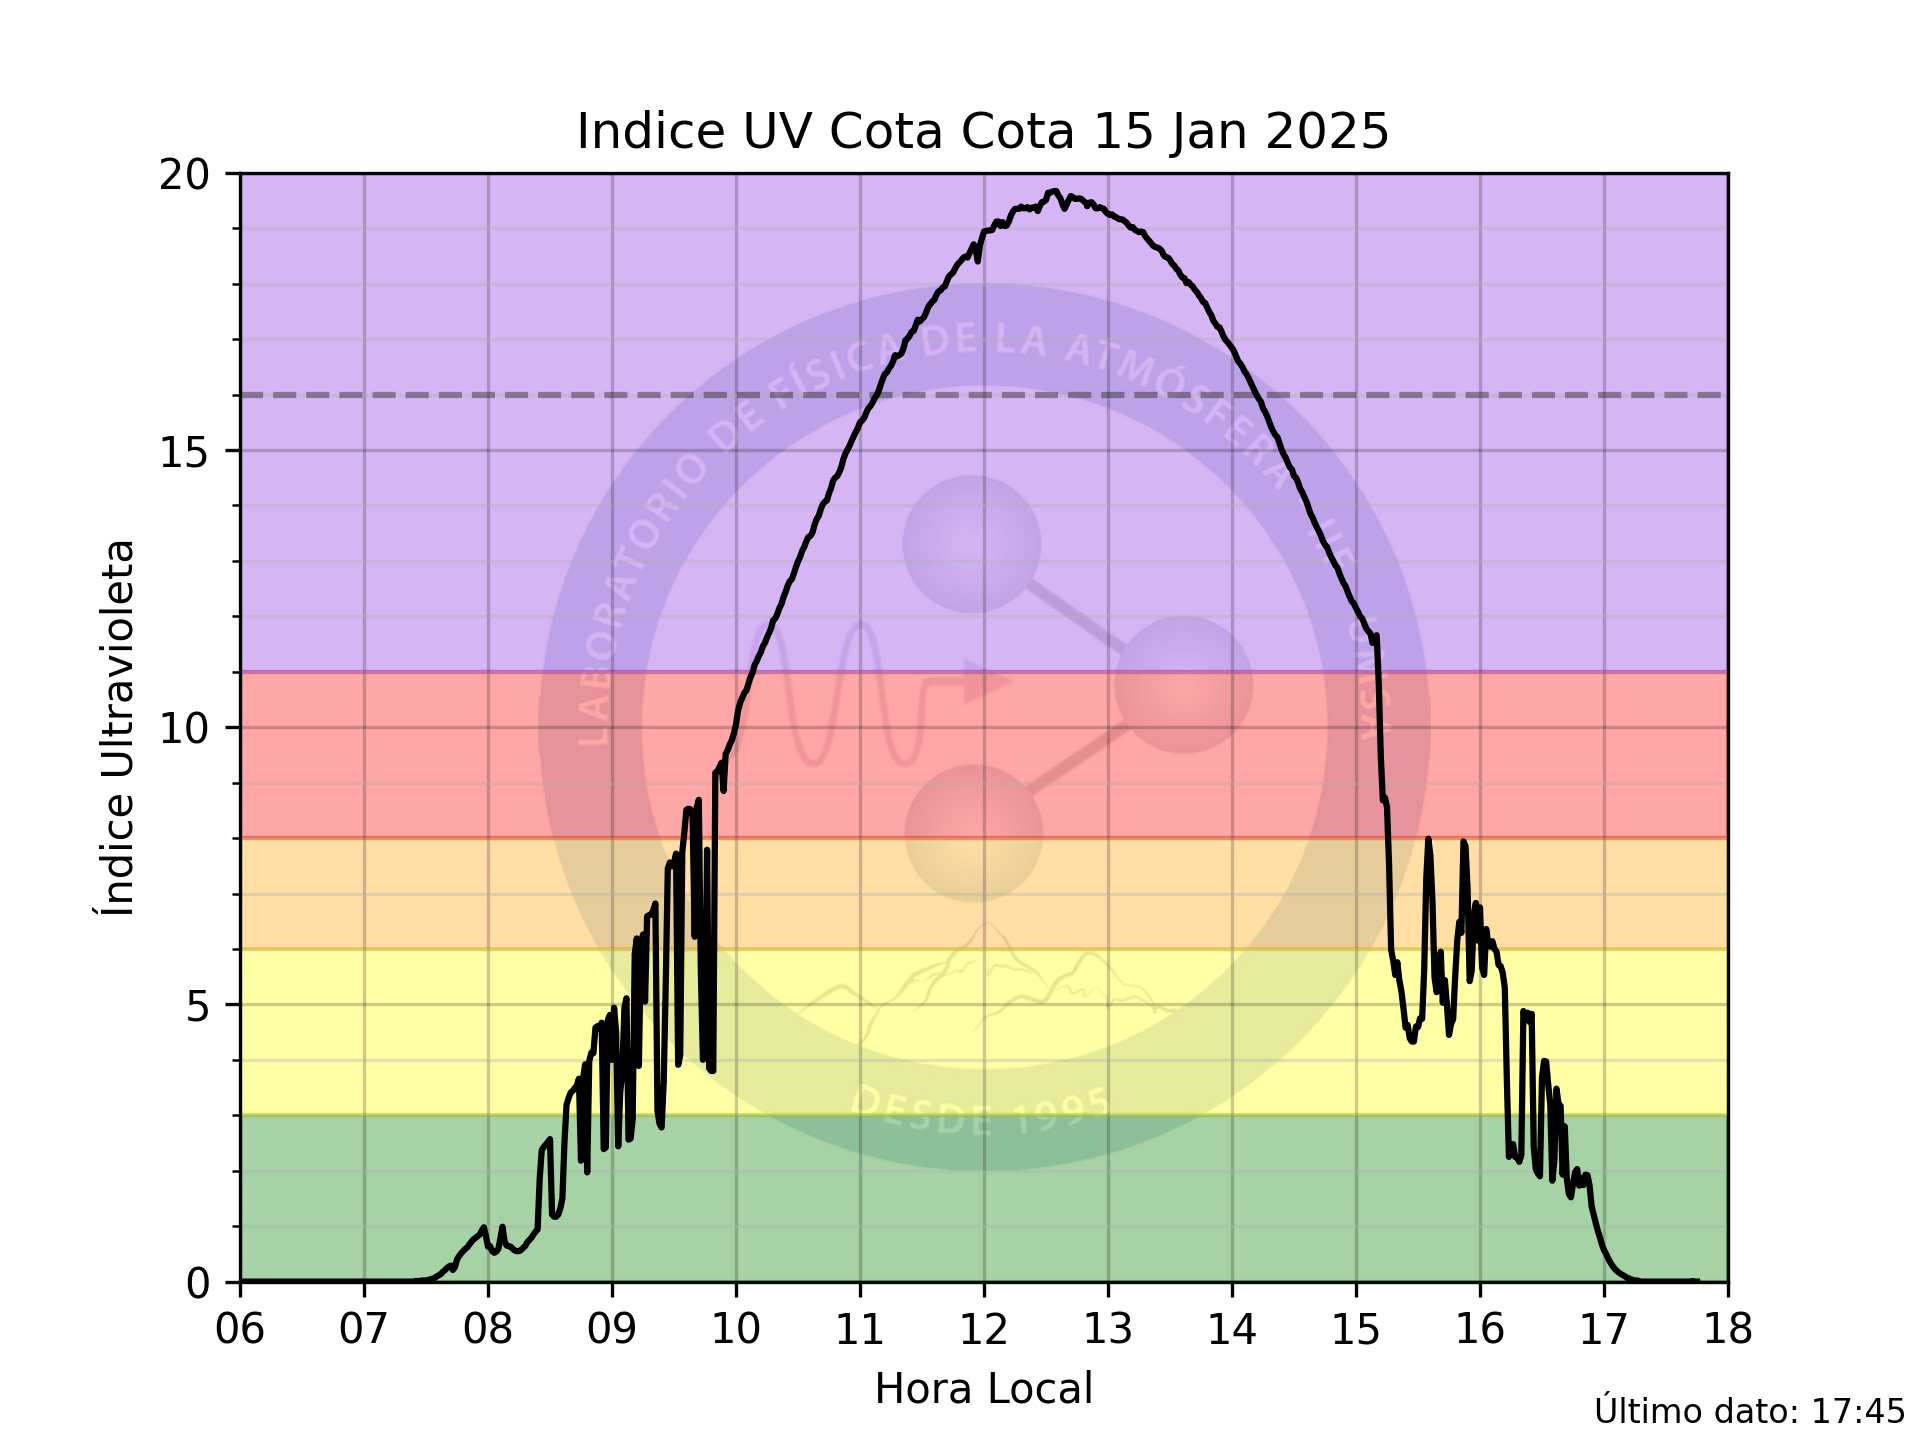 Indice UV Cota Cota 15 Jan 2025
20
15
10
5
0
Índice Ultravioleta
LABORATORIO DE FÍSICA DE LA ATMÓSFERA - IIF - UMSA
DESDE 1995
06 07 08 09 10 11 12 13 14 15 16 17 18
Hora Local
Último dato: 17:45